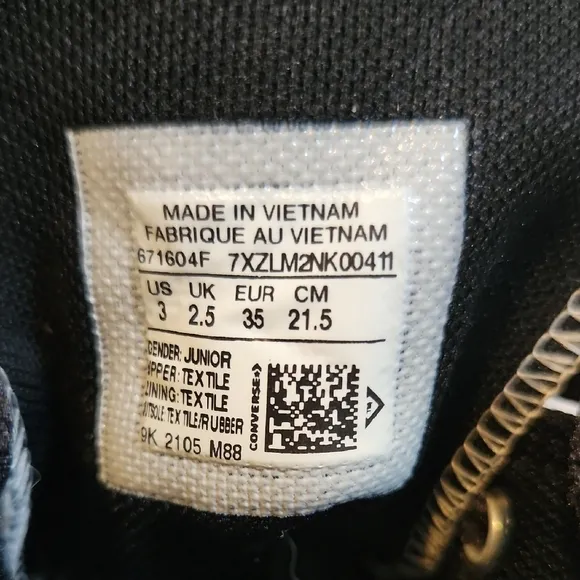 MADE IN VIETNAM
FABRIQUE AU VIETNAM
671604F 7XZLM2NK00411
US UK EUR CM
3 2.5 35 21.5
GENDER: JUNIOR
UPPER: TEXTILE
LINING: TEXTILE
OUTSOLE: TEXTILE/RUBBER
9K 2105 M88
CONVERSE